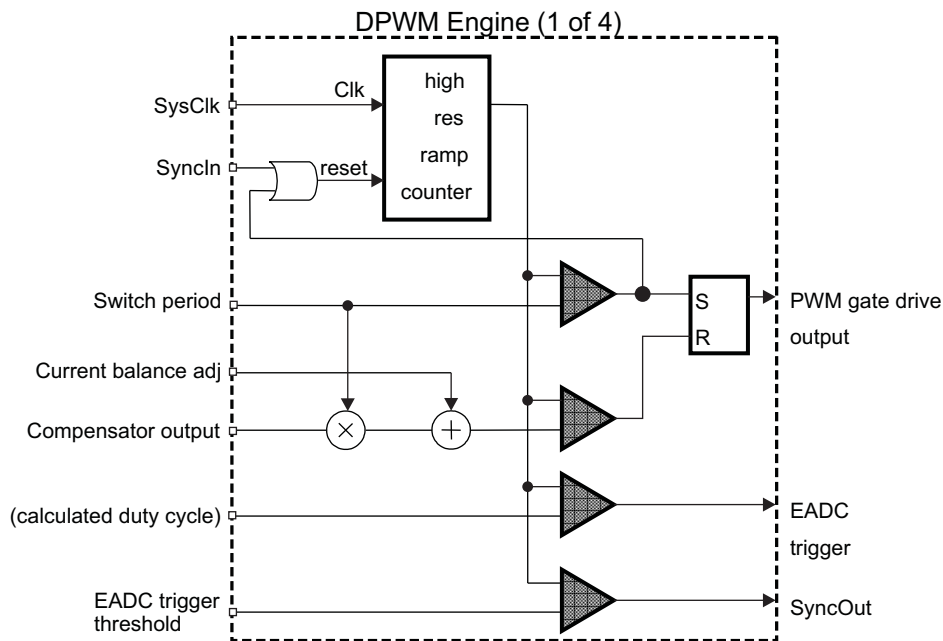 DPWM Engine (1 of 4)
SysClk
Clk
high
res
ramp
counter
SyncIn
reset
Switch period
S
R
PWM gate drive
output
Current balance adj
Compensator output
×
+
(calculated duty cycle)
EADC
trigger
EADC trigger
threshold
SyncOut